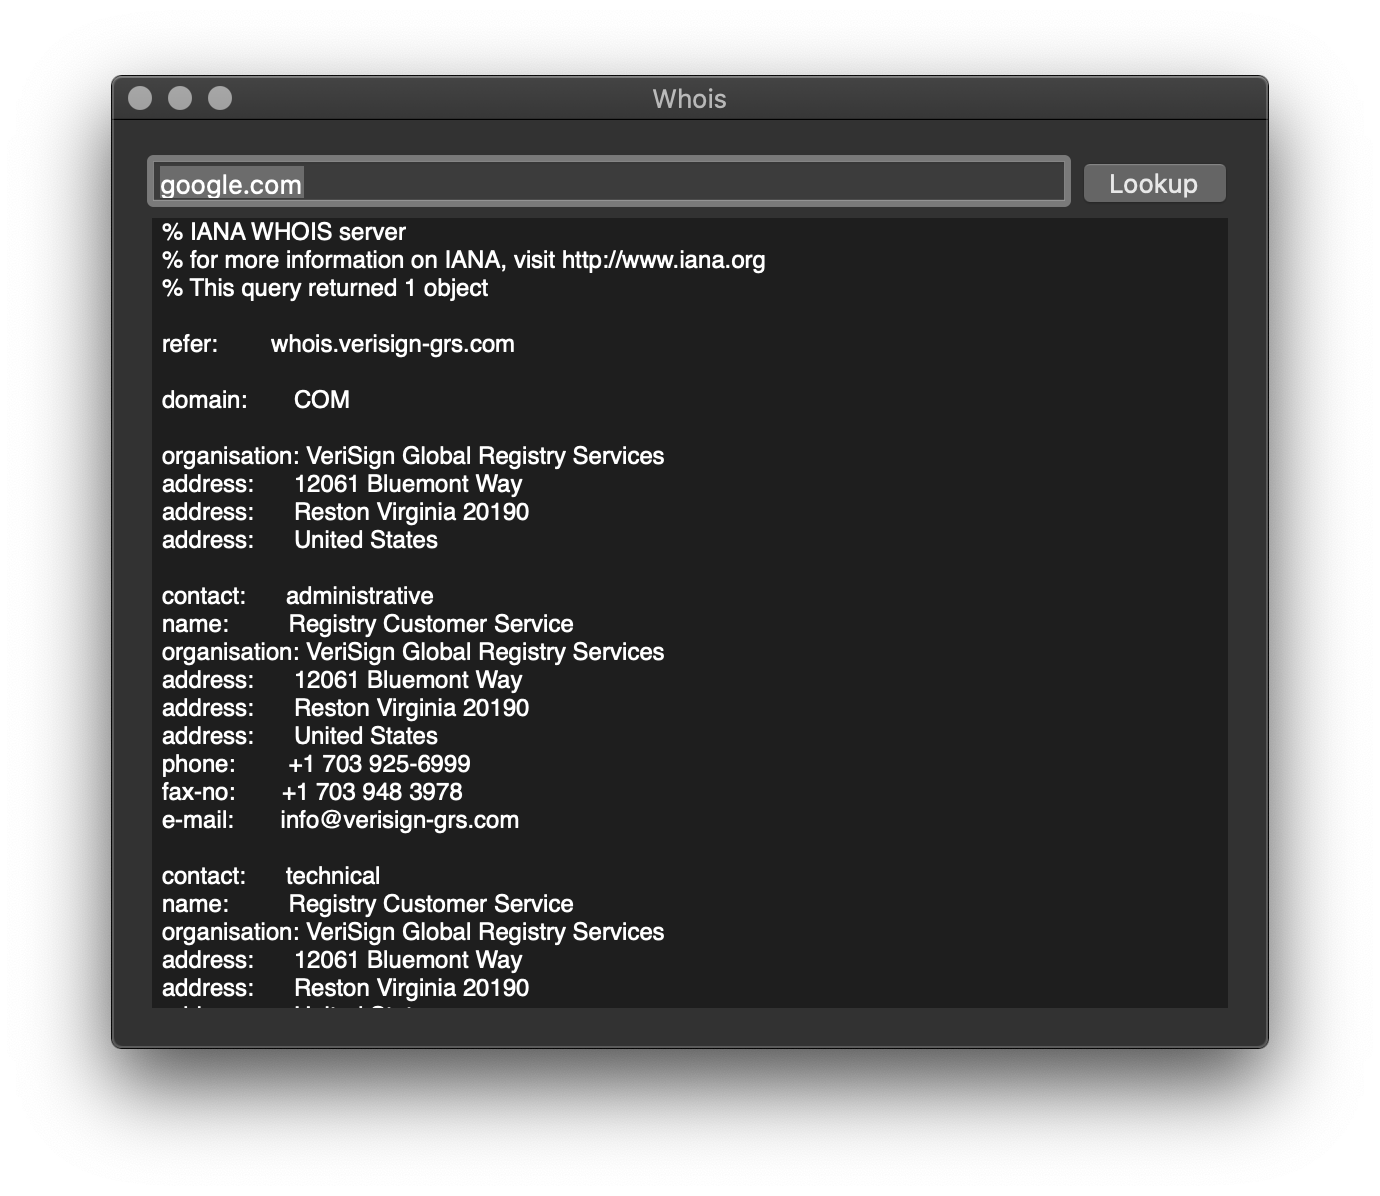 Whois
google.com
Lookup
% IANA WHOIS server
% for more information on IANA, visit http://www.iana.org
% This query returned 1 object
refer:        whois.verisign-grs.com
domain:       COM
organisation: VeriSign Global Registry Services
address:      12061 Bluemont Way
address:      Reston Virginia 20190
address:      United States
contact:      administrative
name:         Registry Customer Service
organisation: VeriSign Global Registry Services
address:      12061 Bluemont Way
address:      Reston Virginia 20190
address:      United States
phone:        +1 703 925-6999
fax-no:       +1 703 948 3978
e-mail:       info@verisign-grs.com
contact:      technical
name:         Registry Customer Service
organisation: VeriSign Global Registry Services
address:      12061 Bluemont Way
address:      Reston Virginia 20190